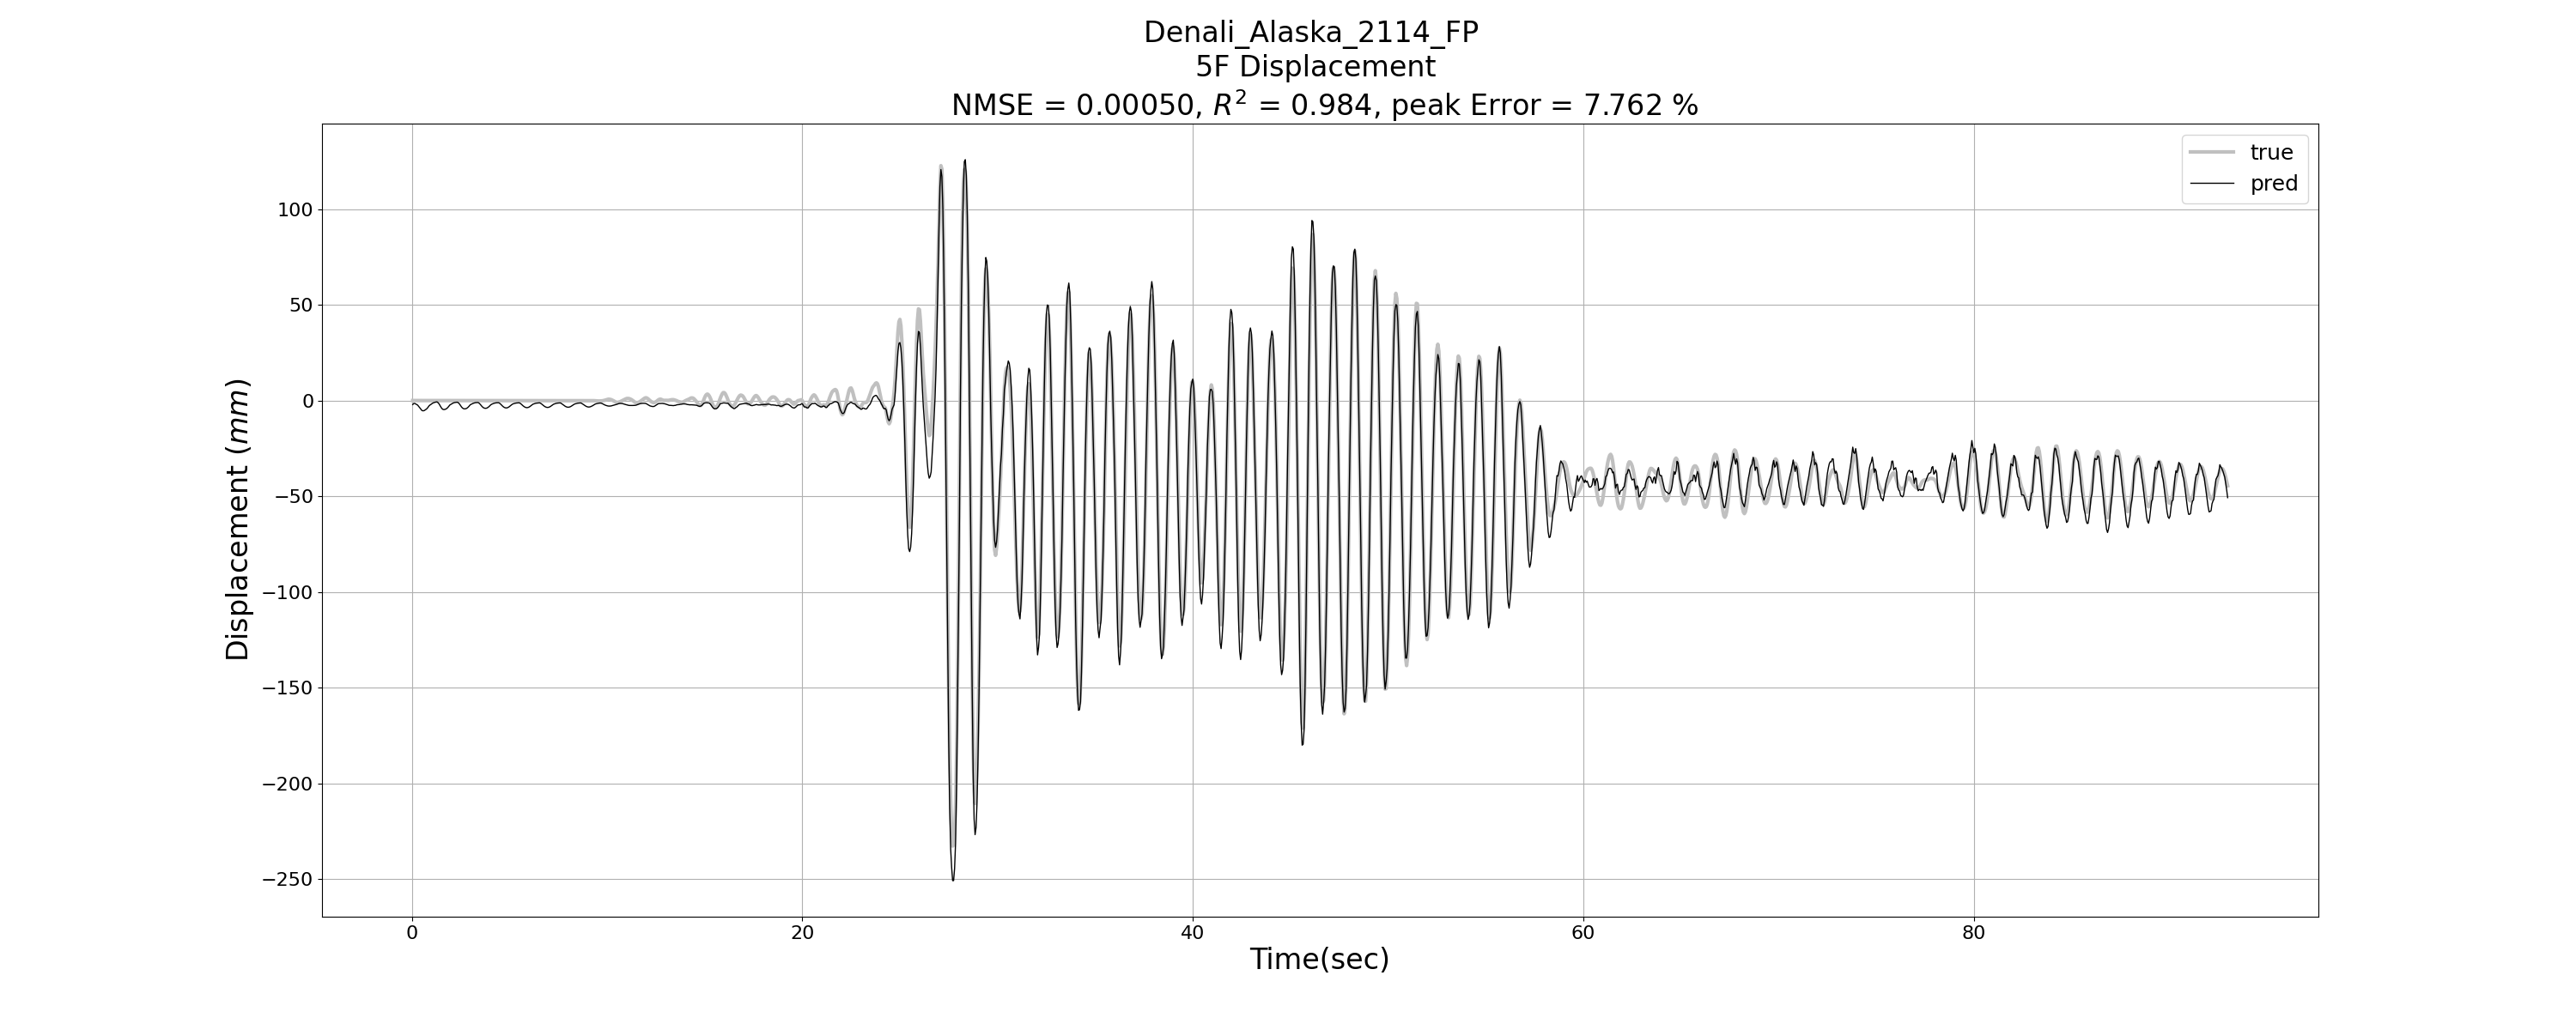 Denali_Alaska_2114_FP
5F Displacement
NMSE = 0.00050, R² = 0.984, peak Error = 7.762 %
true
pred
100
50
0
−50
−100
−150
−200
−250
Displacement (mm)
0 20 40 60 80
Time(sec)